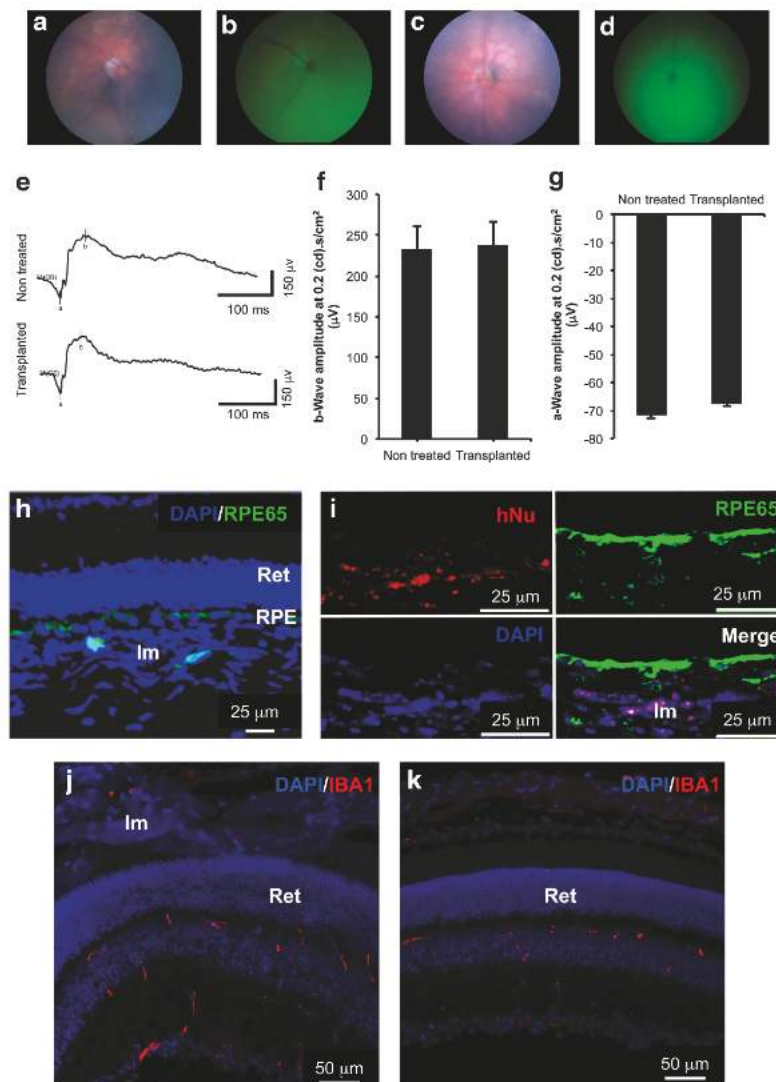 a
b
c
d
e
Non treated
a
b
100 ms
150 μv
Transplanted
a
b
100 ms
150 μv
f
b-Wave amplitude at 0.2 (cd).s/cm²
(μV)
300
250
200
150
100
50
0
Non treated Transplanted
g
Non treated Transplanted
a-Wave amplitude at 0.2 (cd).s/cm²
(μV)
0
-10
-20
-30
-40
-50
-60
-70
-80
h
DAPI/RPE65
Ret
RPE
Im
25 μm
i
hNu
25 μm
RPE65
25 μm
DAPI
25 μm
Merge
Im
25 μm
j
DAPI/IBA1
Im
Ret
50 μm
k
DAPI/IBA1
Ret
50 μm